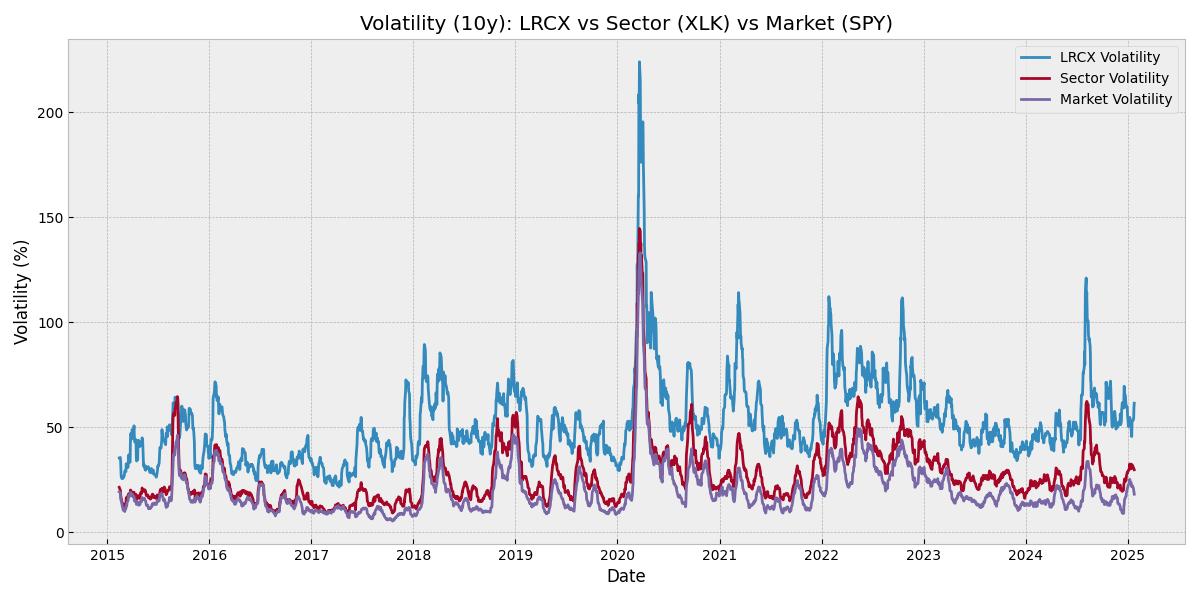 Volatility (10y): LRCX vs Sector (XLK) vs Market (SPY)
LRCX Volatility
Sector Volatility
Market Volatility
200
150
100
50
0
Volatility (%)
2015 2016 2017 2018 2019 2020 2021 2022 2023 2024 2025
Date